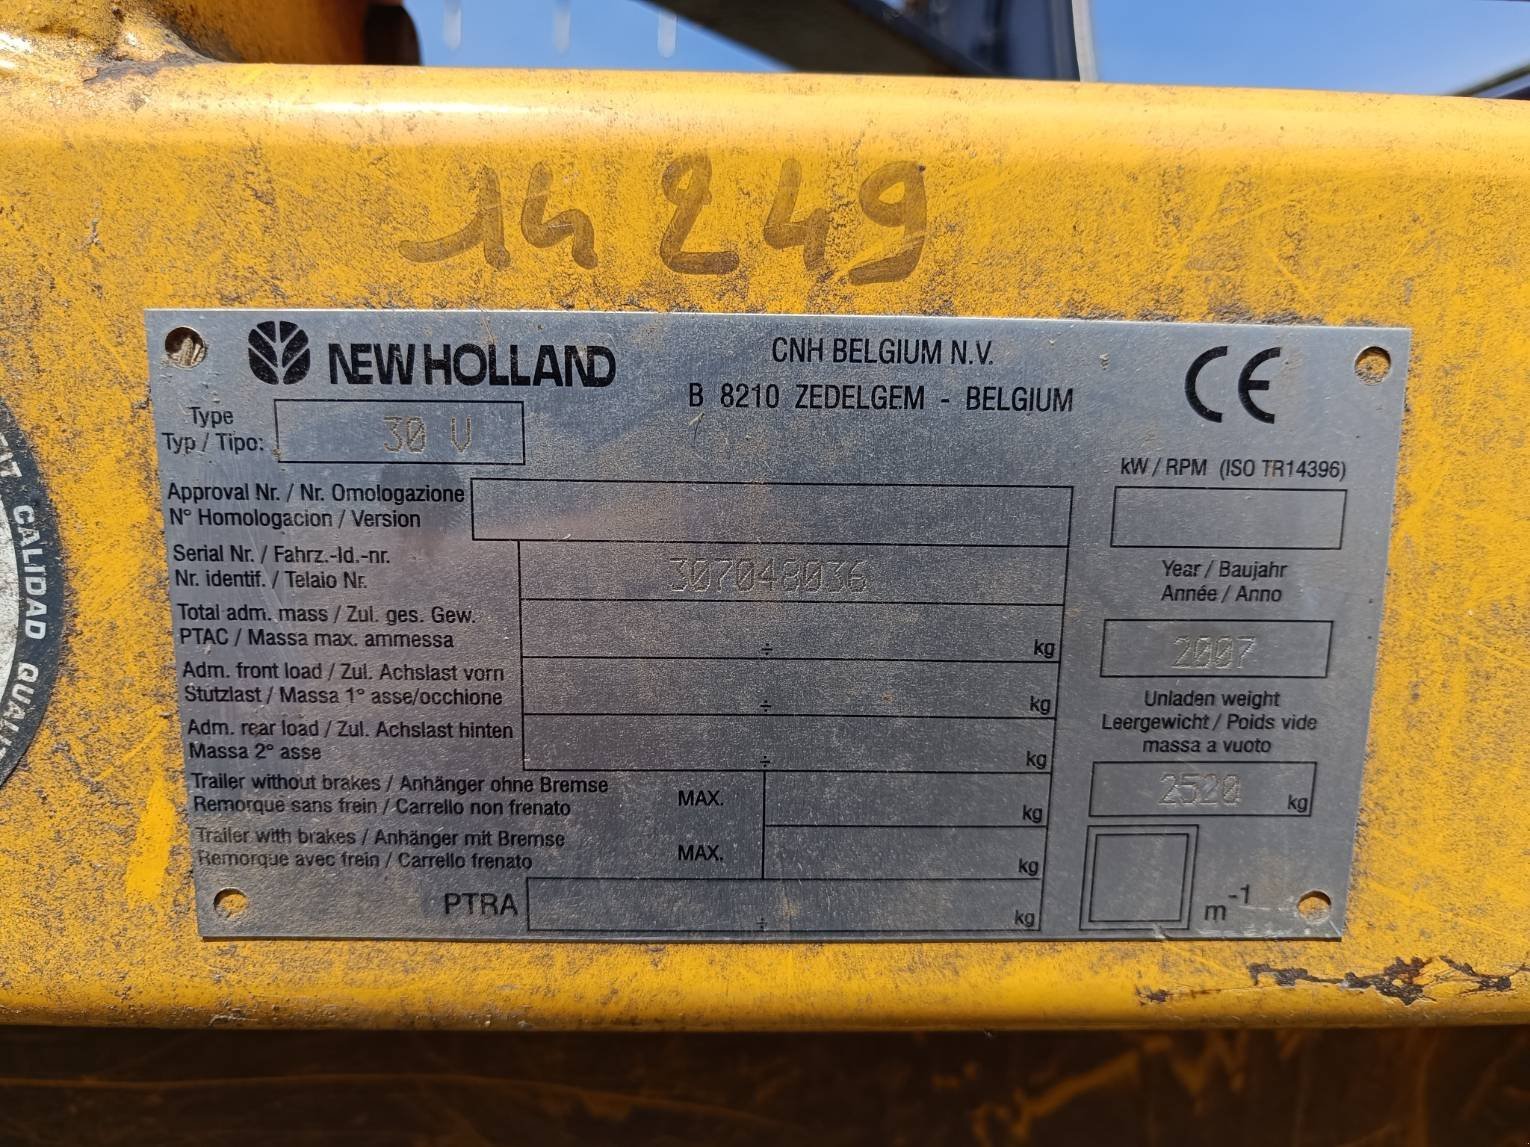 14 249
NEW HOLLAND
CNH BELGIUM N.V.
B 8210 ZEDELGEM - BELGIUM
CE
Type
Typ / Tipo:
30 V
Approval Nr. / Nr. Omologazione
N° Homologacion / Version
Serial Nr. / Fahrz.-Id.-nr.
Nr. identif. / Telaio Nr.
307048036
Total adm. mass / Zul. ges. Gew.
PTAC / Massa max. ammessa
÷ kg
Adm. front load / Zul. Achslast vorn
Stutzlast / Massa 1° asse/occhione
÷ kg
Adm. rear load / Zul. Achslast hinten
Massa 2° asse
÷ kg
Trailer without brakes / Anhänger ohne Bremse
Remorque sans frein / Carrello non frenato
MAX. kg
Trailer with brakes / Anhänger mit Bremse
Remorque avec frein / Carrello frenato
MAX. kg
PTRA ÷ kg
kW / RPM (ISO TR14396)
Year / Baujahr
Année / Anno
2007
Unladen weight
Leergewicht / Poids vide
massa a vuoto
2520 kg
m-1
CALIDAD